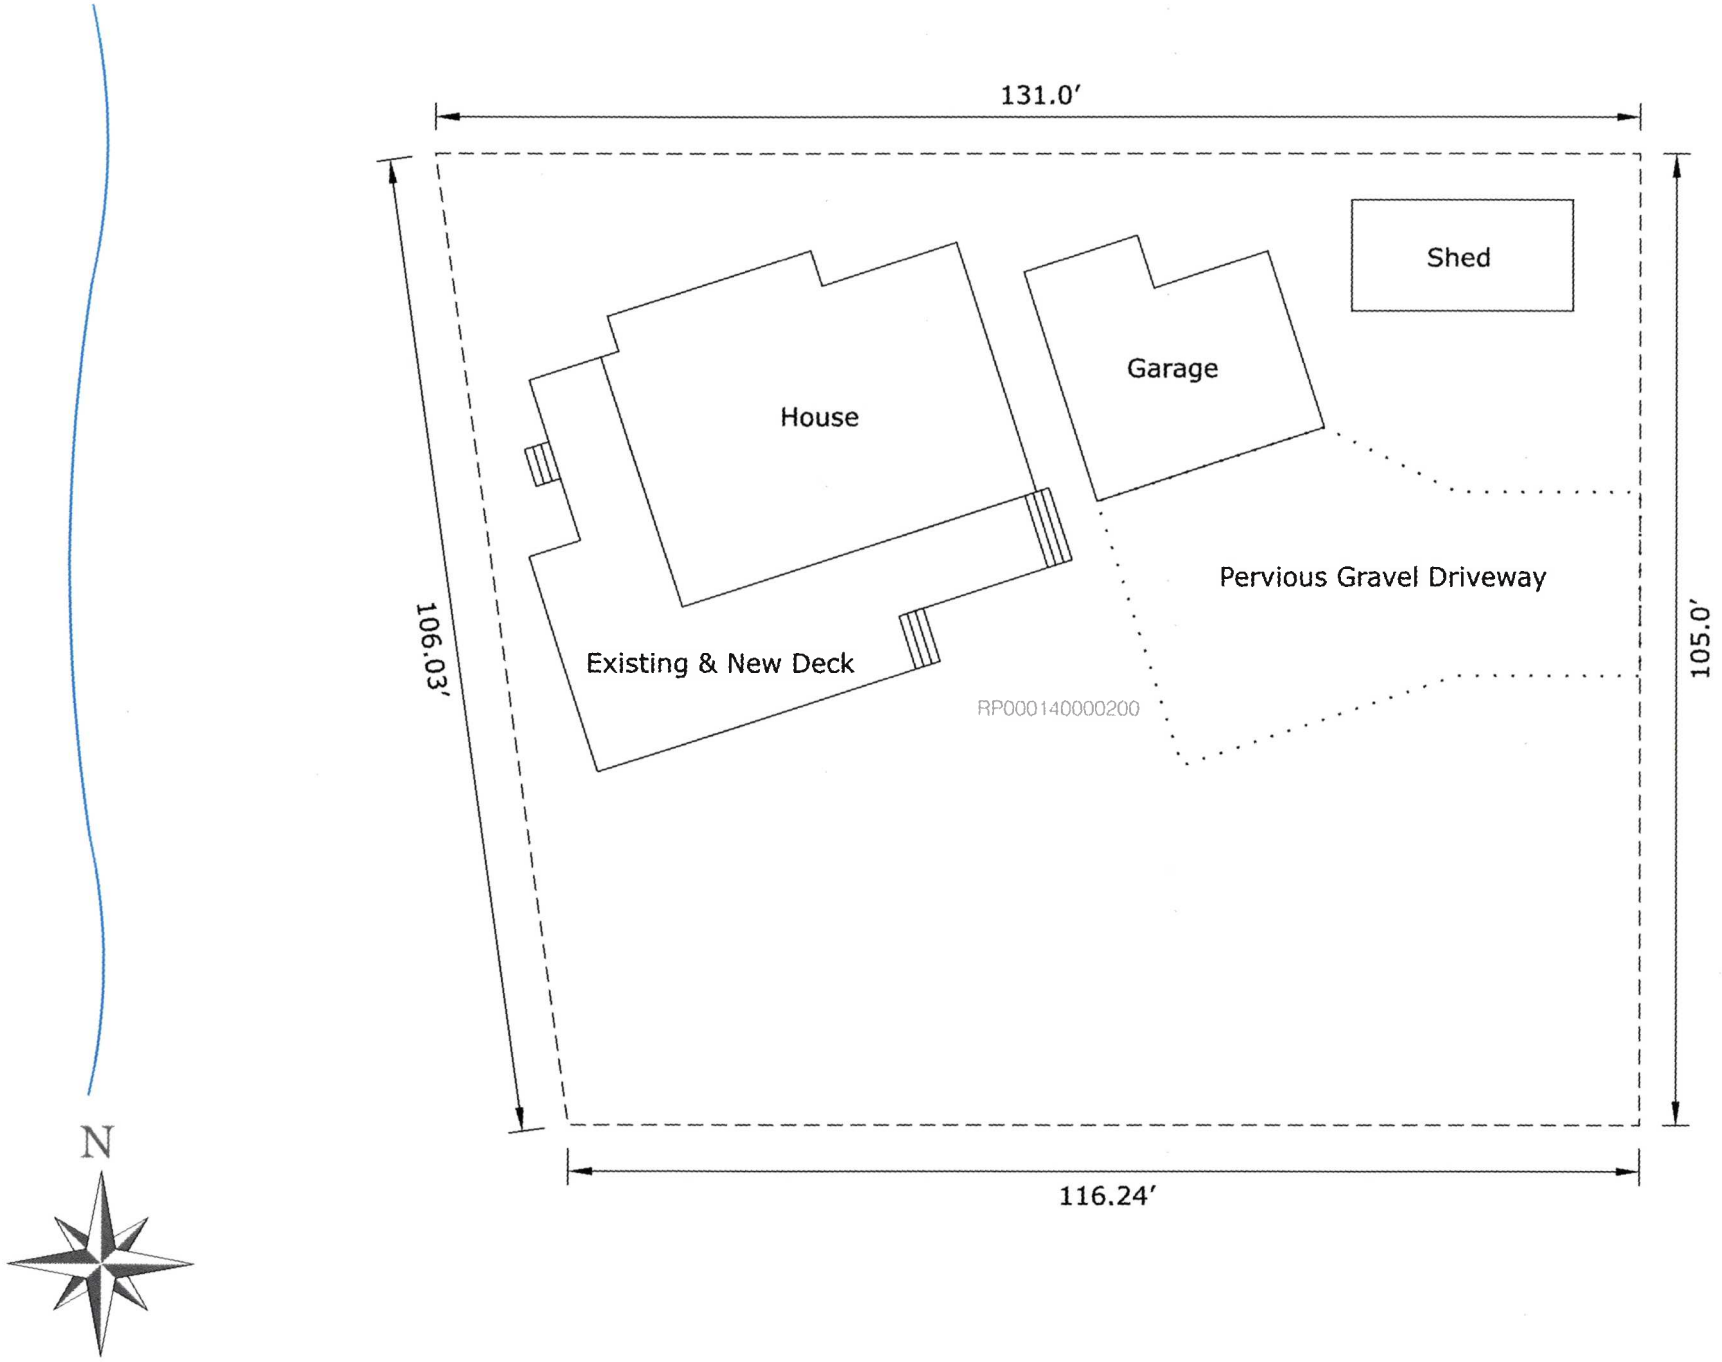 131.0′
Shed
Garage
House
Pervious Gravel Driveway
106.03′
105.0′
Existing & New Deck
RP000140000200
N
116.24′